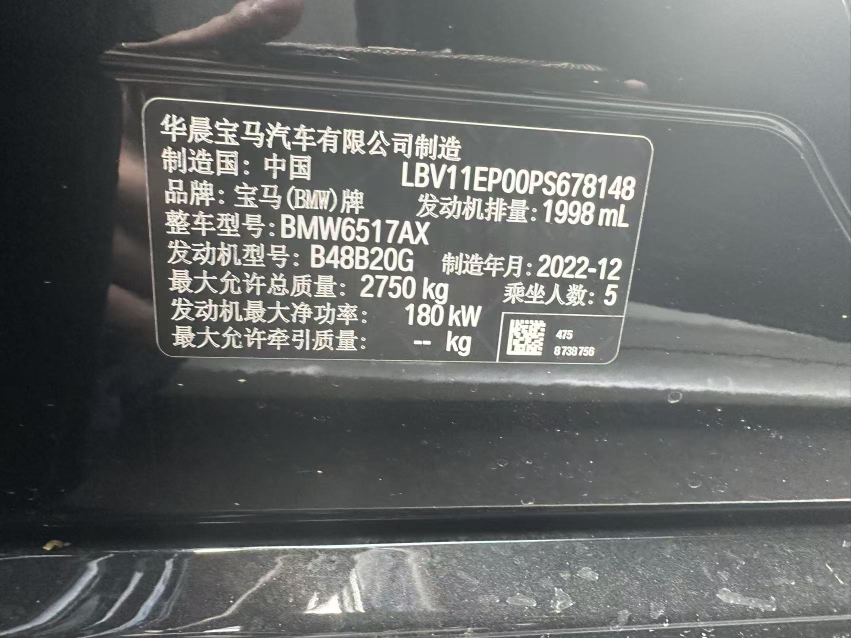 华晨宝马汽车有限公司制造
制造国：中国 LBV11EP00PS678148
品牌：宝马(BMW)牌 发动机排量：1998 mL
整车型号：BMW6517AX
发动机型号：B48B20G 制造年月：2022-12
最大允许总质量：2750 kg 乘坐人数：5
发动机最大净功率： 180 kW
最大允许牵引质量： -- kg
475
8 738 756